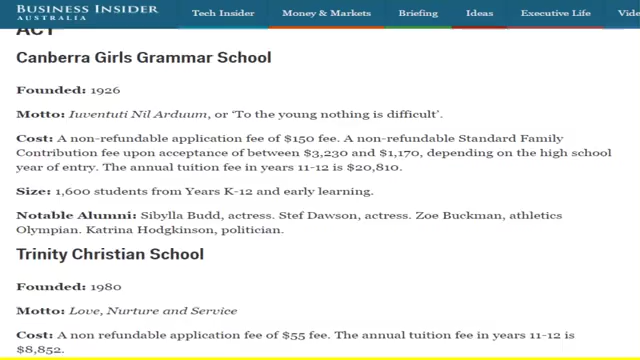 BUSINESS INSIDER
AUSTRALIA
Tech Insider
Money & Markets
Briefing
Ideas
Executive Life
Vide
ACT
Canberra Girls Grammar School
Founded: 1926
Motto: Iuventuti Nil Arduum, or ‘To the young nothing is difficult’.
Cost: A non-refundable application fee of $150 fee. A non-refundable Standard Family
Contribution fee upon acceptance of between $3,230 and $1,170, depending on the high school
year of entry. The annual tuition fee in years 11-12 is $20,810.
Size: 1,600 students from Years K-12 and early learning.
Notable Alumni: Sibylla Budd, actress. Stef Dawson, actress. Zoe Buckman, athletics
Olympian. Katrina Hodgkinson, politician.
Trinity Christian School
Founded: 1980
Motto: Love, Nurture and Service
Cost: A non refundable application fee of $55 fee. The annual tuition fee in years 11-12 is
$8,852.